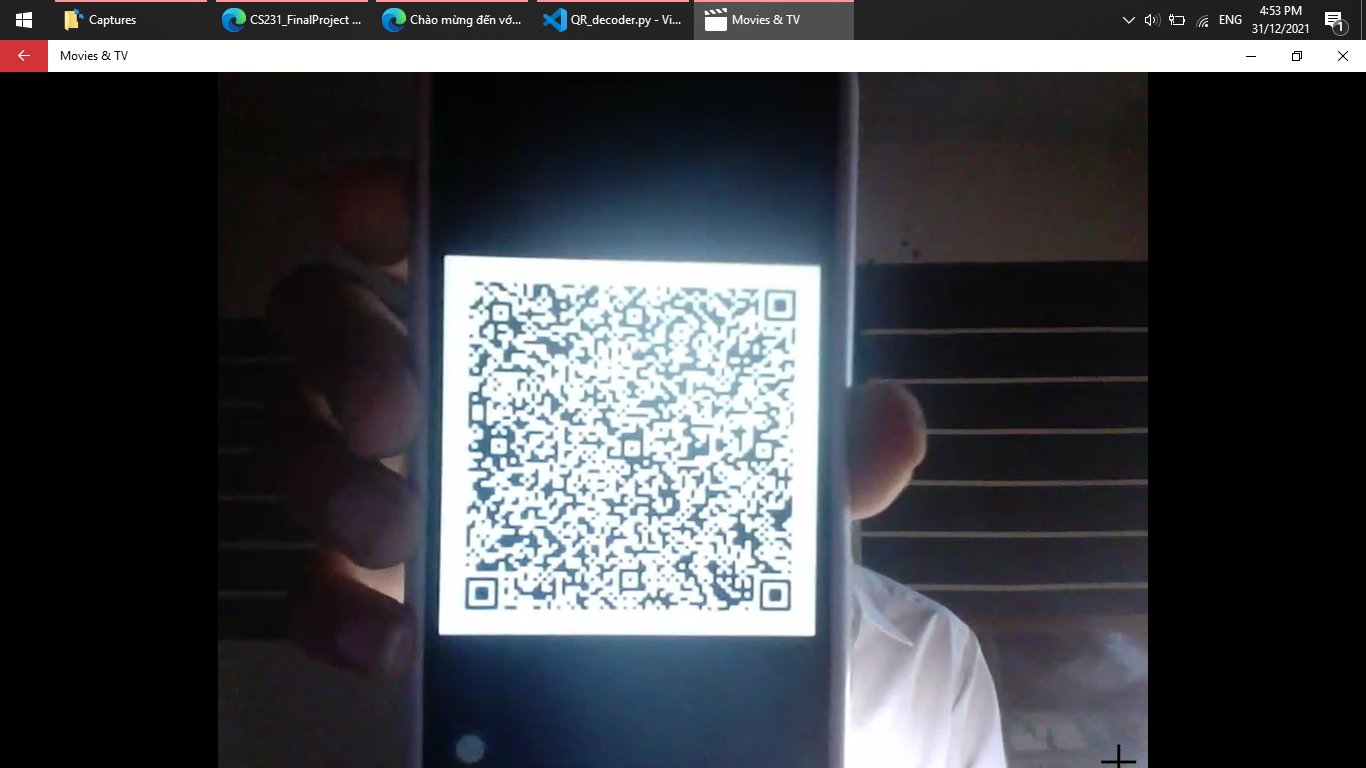 Captures
CS231_FinalProject ...
Chào mừng đến vớ...
QR_decoder.py - Vi...
Movies & TV
ENG
4:53 PM
31/12/2021
1
Movies & TV